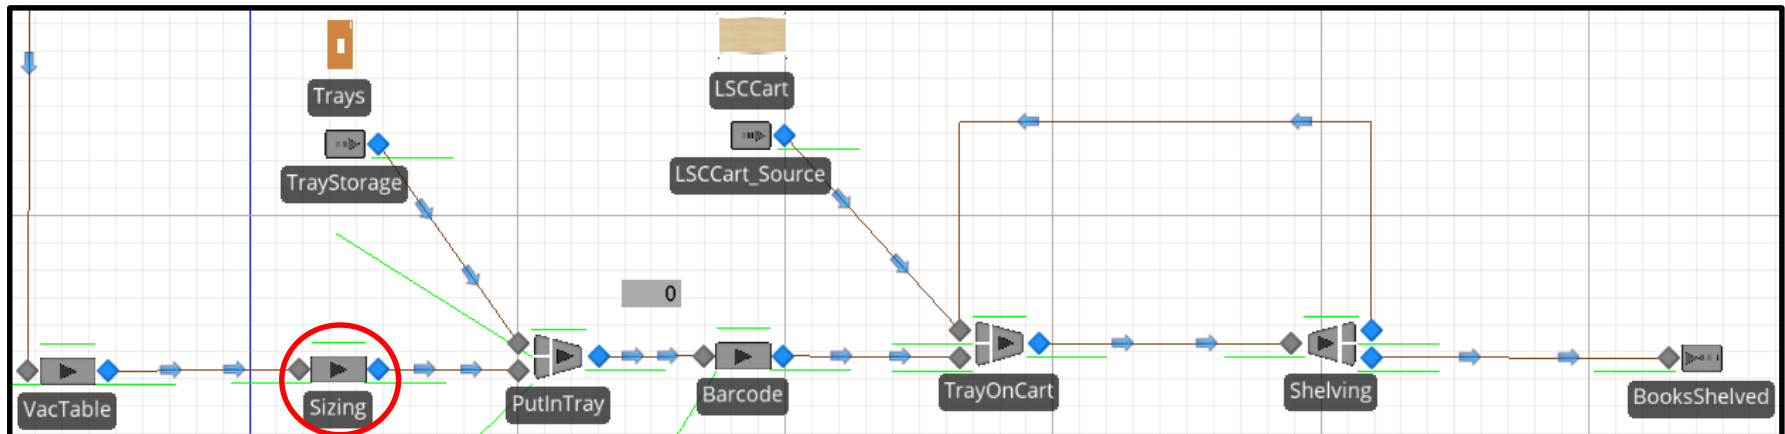 Trays
LSCCart
TrayStorage
LSCCart_Source
0
VacTable
Sizing
PutInTray
Barcode
TrayOnCart
Shelving
BooksShelved